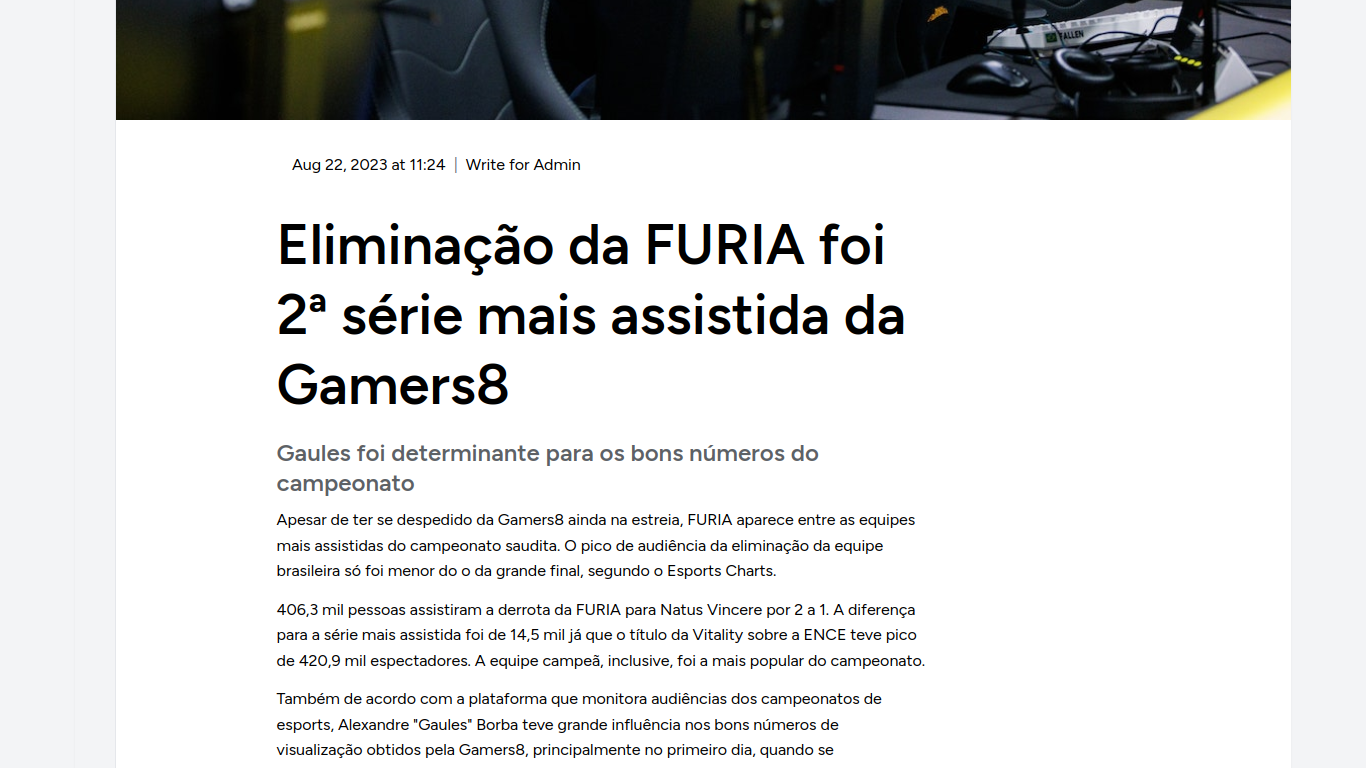 FALLEN
Aug 22, 2023 at 11:24 | Write for Admin
Eliminação da FURIA foi
2ª série mais assistida da
Gamers8
Gaules foi determinante para os bons números do
campeonato
Apesar de ter se despedido da Gamers8 ainda na estreia, FURIA aparece entre as equipes
mais assistidas do campeonato saudita. O pico de audiência da eliminação da equipe
brasileira só foi menor do o da grande final, segundo o Esports Charts.
406,3 mil pessoas assistiram a derrota da FURIA para Natus Vincere por 2 a 1. A diferença
para a série mais assistida foi de 14,5 mil já que o título da Vitality sobre a ENCE teve pico
de 420,9 mil espectadores. A equipe campeã, inclusive, foi a mais popular do campeonato.
Também de acordo com a plataforma que monitora audiências dos campeonatos de
esports, Alexandre "Gaules" Borba teve grande influência nos bons números de
visualização obtidos pela Gamers8, principalmente no primeiro dia, quando se